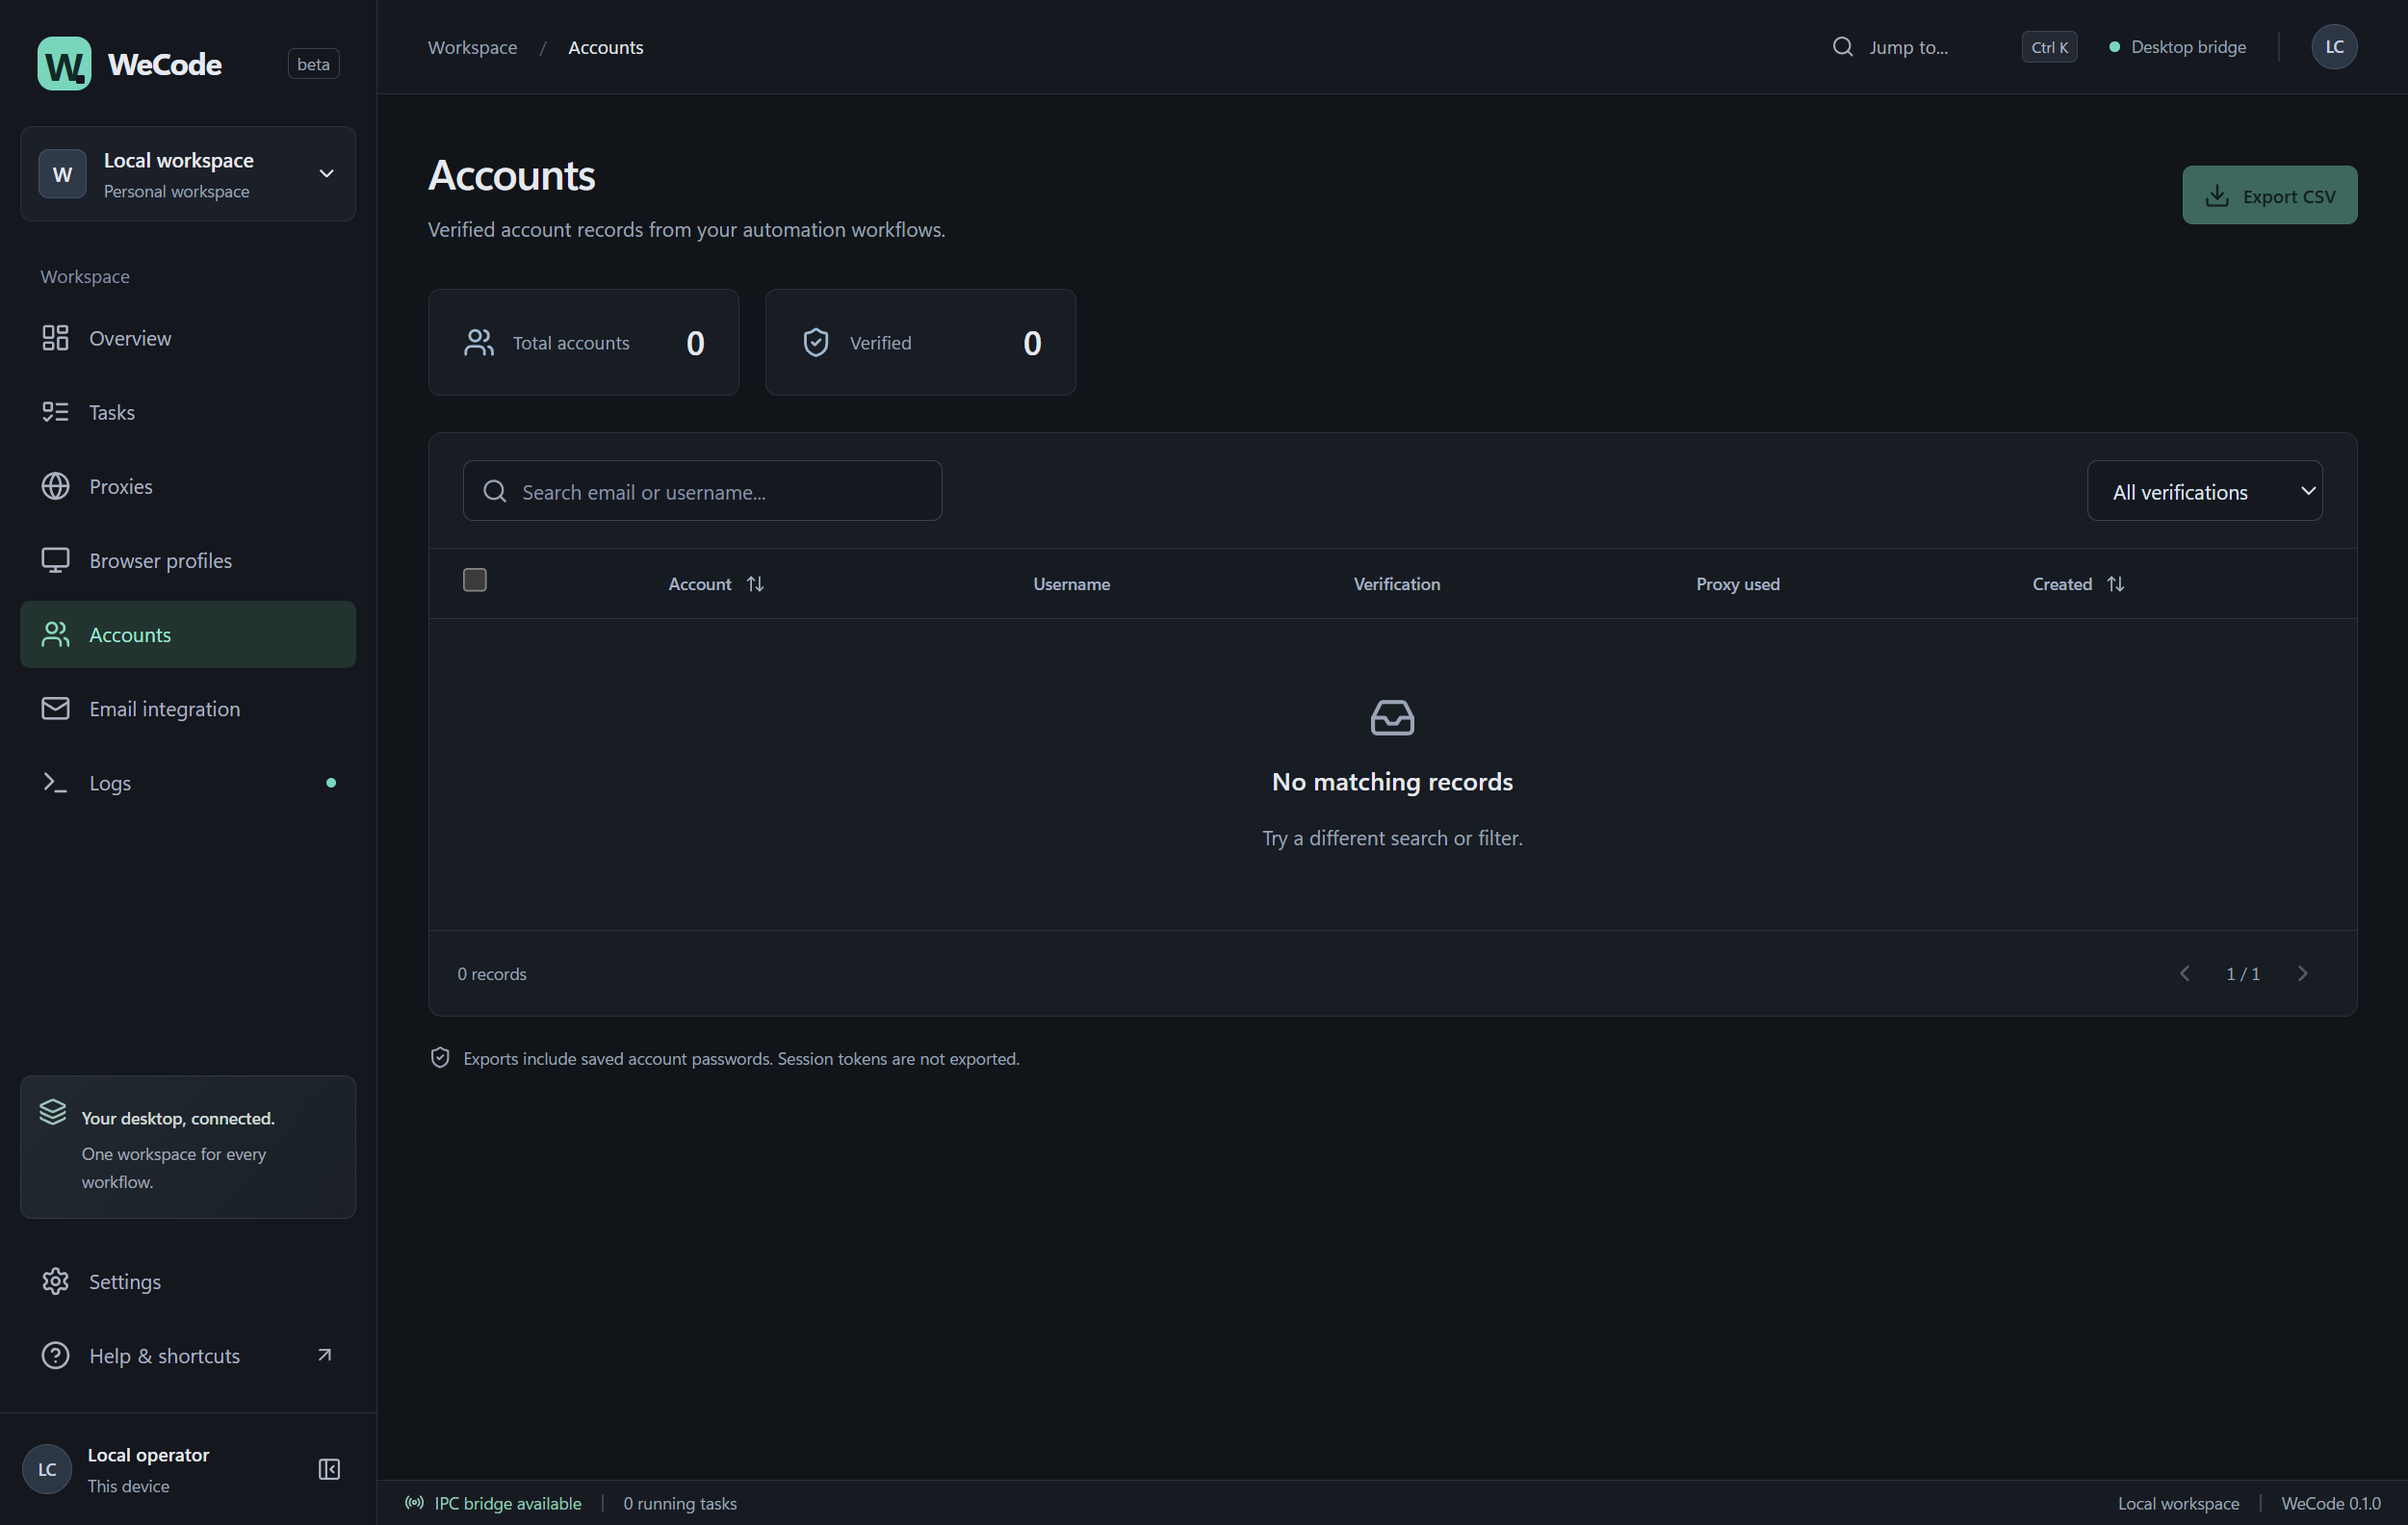 W.
WeCode
beta
W
Local workspace
Personal workspace
Workspace
Overview
Tasks
Proxies
Browser profiles
Accounts
Email integration
Logs
Your desktop, connected.
One workspace for every
workflow.
Settings
Help & shortcuts
LC
Local operator
This device
Workspace / Accounts
Jump to...
Ctrl K
Desktop bridge
LC
Accounts
Verified account records from your automation workflows.
Export CSV
Total accounts 0
Verified 0
Search email or username...
All verifications
Account Username Verification Proxy used Created
No matching records
Try a different search or filter.
0 records
1 / 1
Exports include saved account passwords. Session tokens are not exported.
IPC bridge available
0 running tasks
Local workspace
WeCode 0.1.0